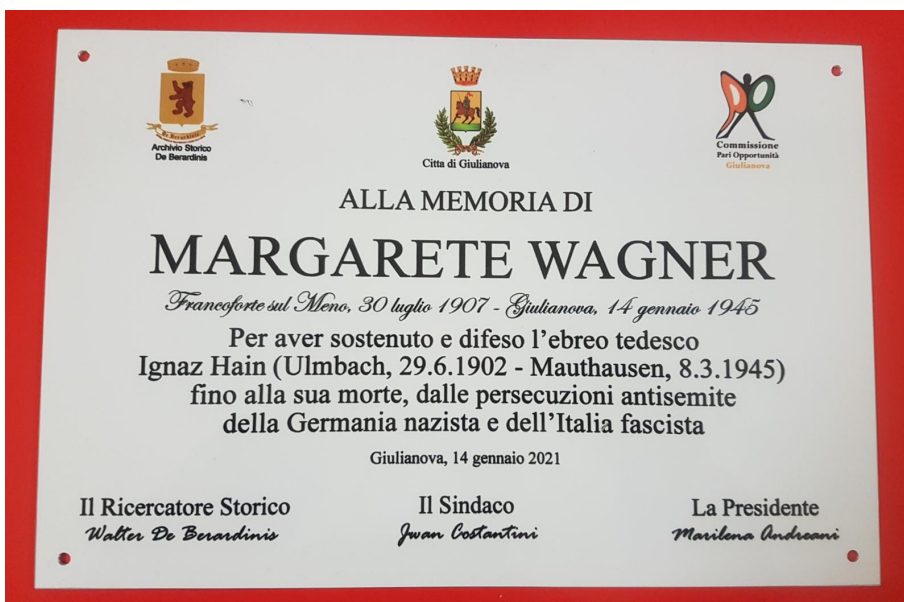 De Berardinis
Archivio Storico
De Berardinis
Citta di Giulianova
Commissione
Pari Opportunità
Giulianova
ALLA MEMORIA DI
MARGARETE WAGNER
Francoforte sul Meno, 30 luglio 1907 - Giulianova, 14 gennaio 1945
Per aver sostenuto e difeso l'ebreo tedesco
Ignaz Hain (Ulmbach, 29.6.1902 - Mauthausen, 8.3.1945)
fino alla sua morte, dalle persecuzioni antisemite
della Germania nazista e dell'Italia fascista
Giulianova, 14 gennaio 2021
Il Ricercatore Storico
Walter De Berardinis
Il Sindaco
Jwan Costantini
La Presidente
Marilena Andreani